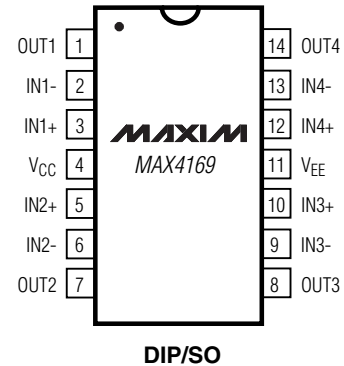 OUT1 1 14 OUT4
IN1- 2 13 IN4-
IN1+ 3 MAXIM 12 IN4+
VCC 4 MAX4169 11 VEE
IN2+ 5 10 IN3+
IN2- 6 9 IN3-
OUT2 7 8 OUT3
DIP/SO